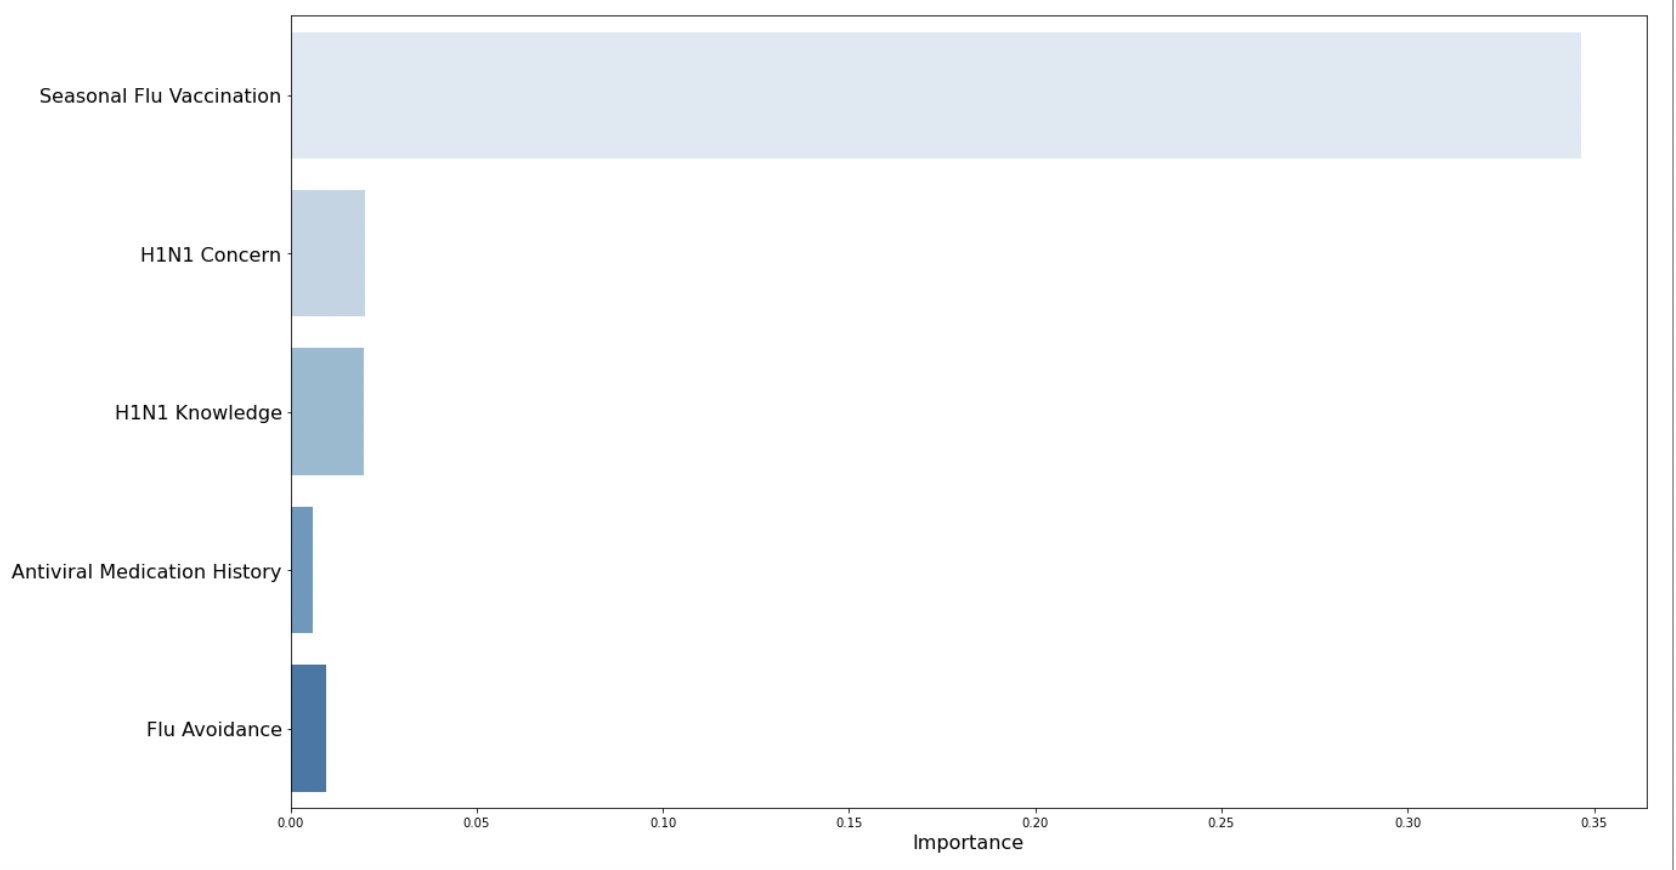 Seasonal Flu Vaccination
H1N1 Concern
H1N1 Knowledge
Antiviral Medication History
Flu Avoidance
0.00 0.05 0.10 0.15 0.20 0.25 0.30 0.35
Importance